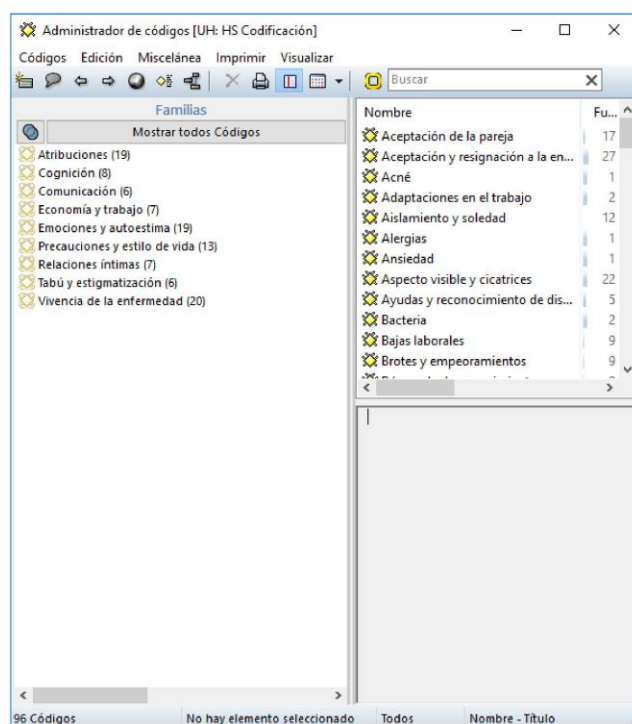 Administrador de códigos [UH: HS Codificación]
Códigos Edición Miscelánea Imprimir Visualizar
Buscar
Familias
Mostrar todos Códigos
Atribuciones (19)
Cognición (8)
Comunicación (6)
Economía y trabajo (7)
Emociones y autoestima (19)
Precauciones y estilo de vida (13)
Relaciones íntimas (7)
Tabú y estigmatización (6)
Vivencia de la enfermedad (20)
Nombre Fu...
Aceptación de la pareja 17
Aceptación y resignación a la en... 27
Acné 1
Adaptaciones en el trabajo 2
Aislamiento y soledad 12
Alergias 1
Ansiedad 1
Aspecto visible y cicatrices 22
Ayudas y reconocimiento de dis... 5
Bacteria 2
Bajas laborales 9
Brotes y empeoramientos 9
96 Códigos No hay elemento seleccionado Todos Nombre - Título